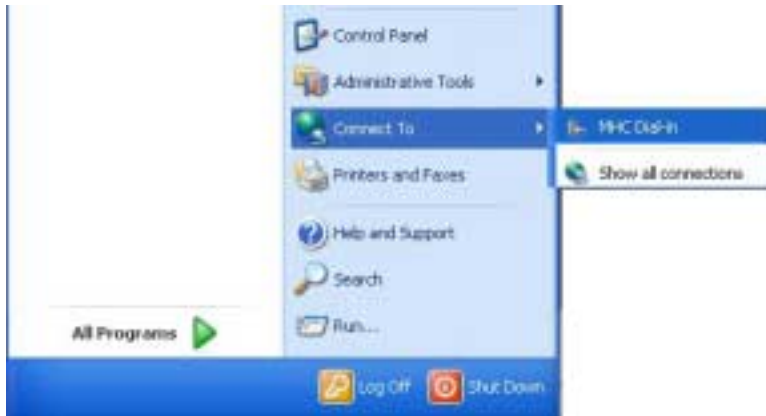 Control Panel
Administrative Tools
Connect To
MHC Dial-in
Printers and Faxes
Show all connections
Help and Support
Search
All Programs
Run...
Log Off
Shut Down